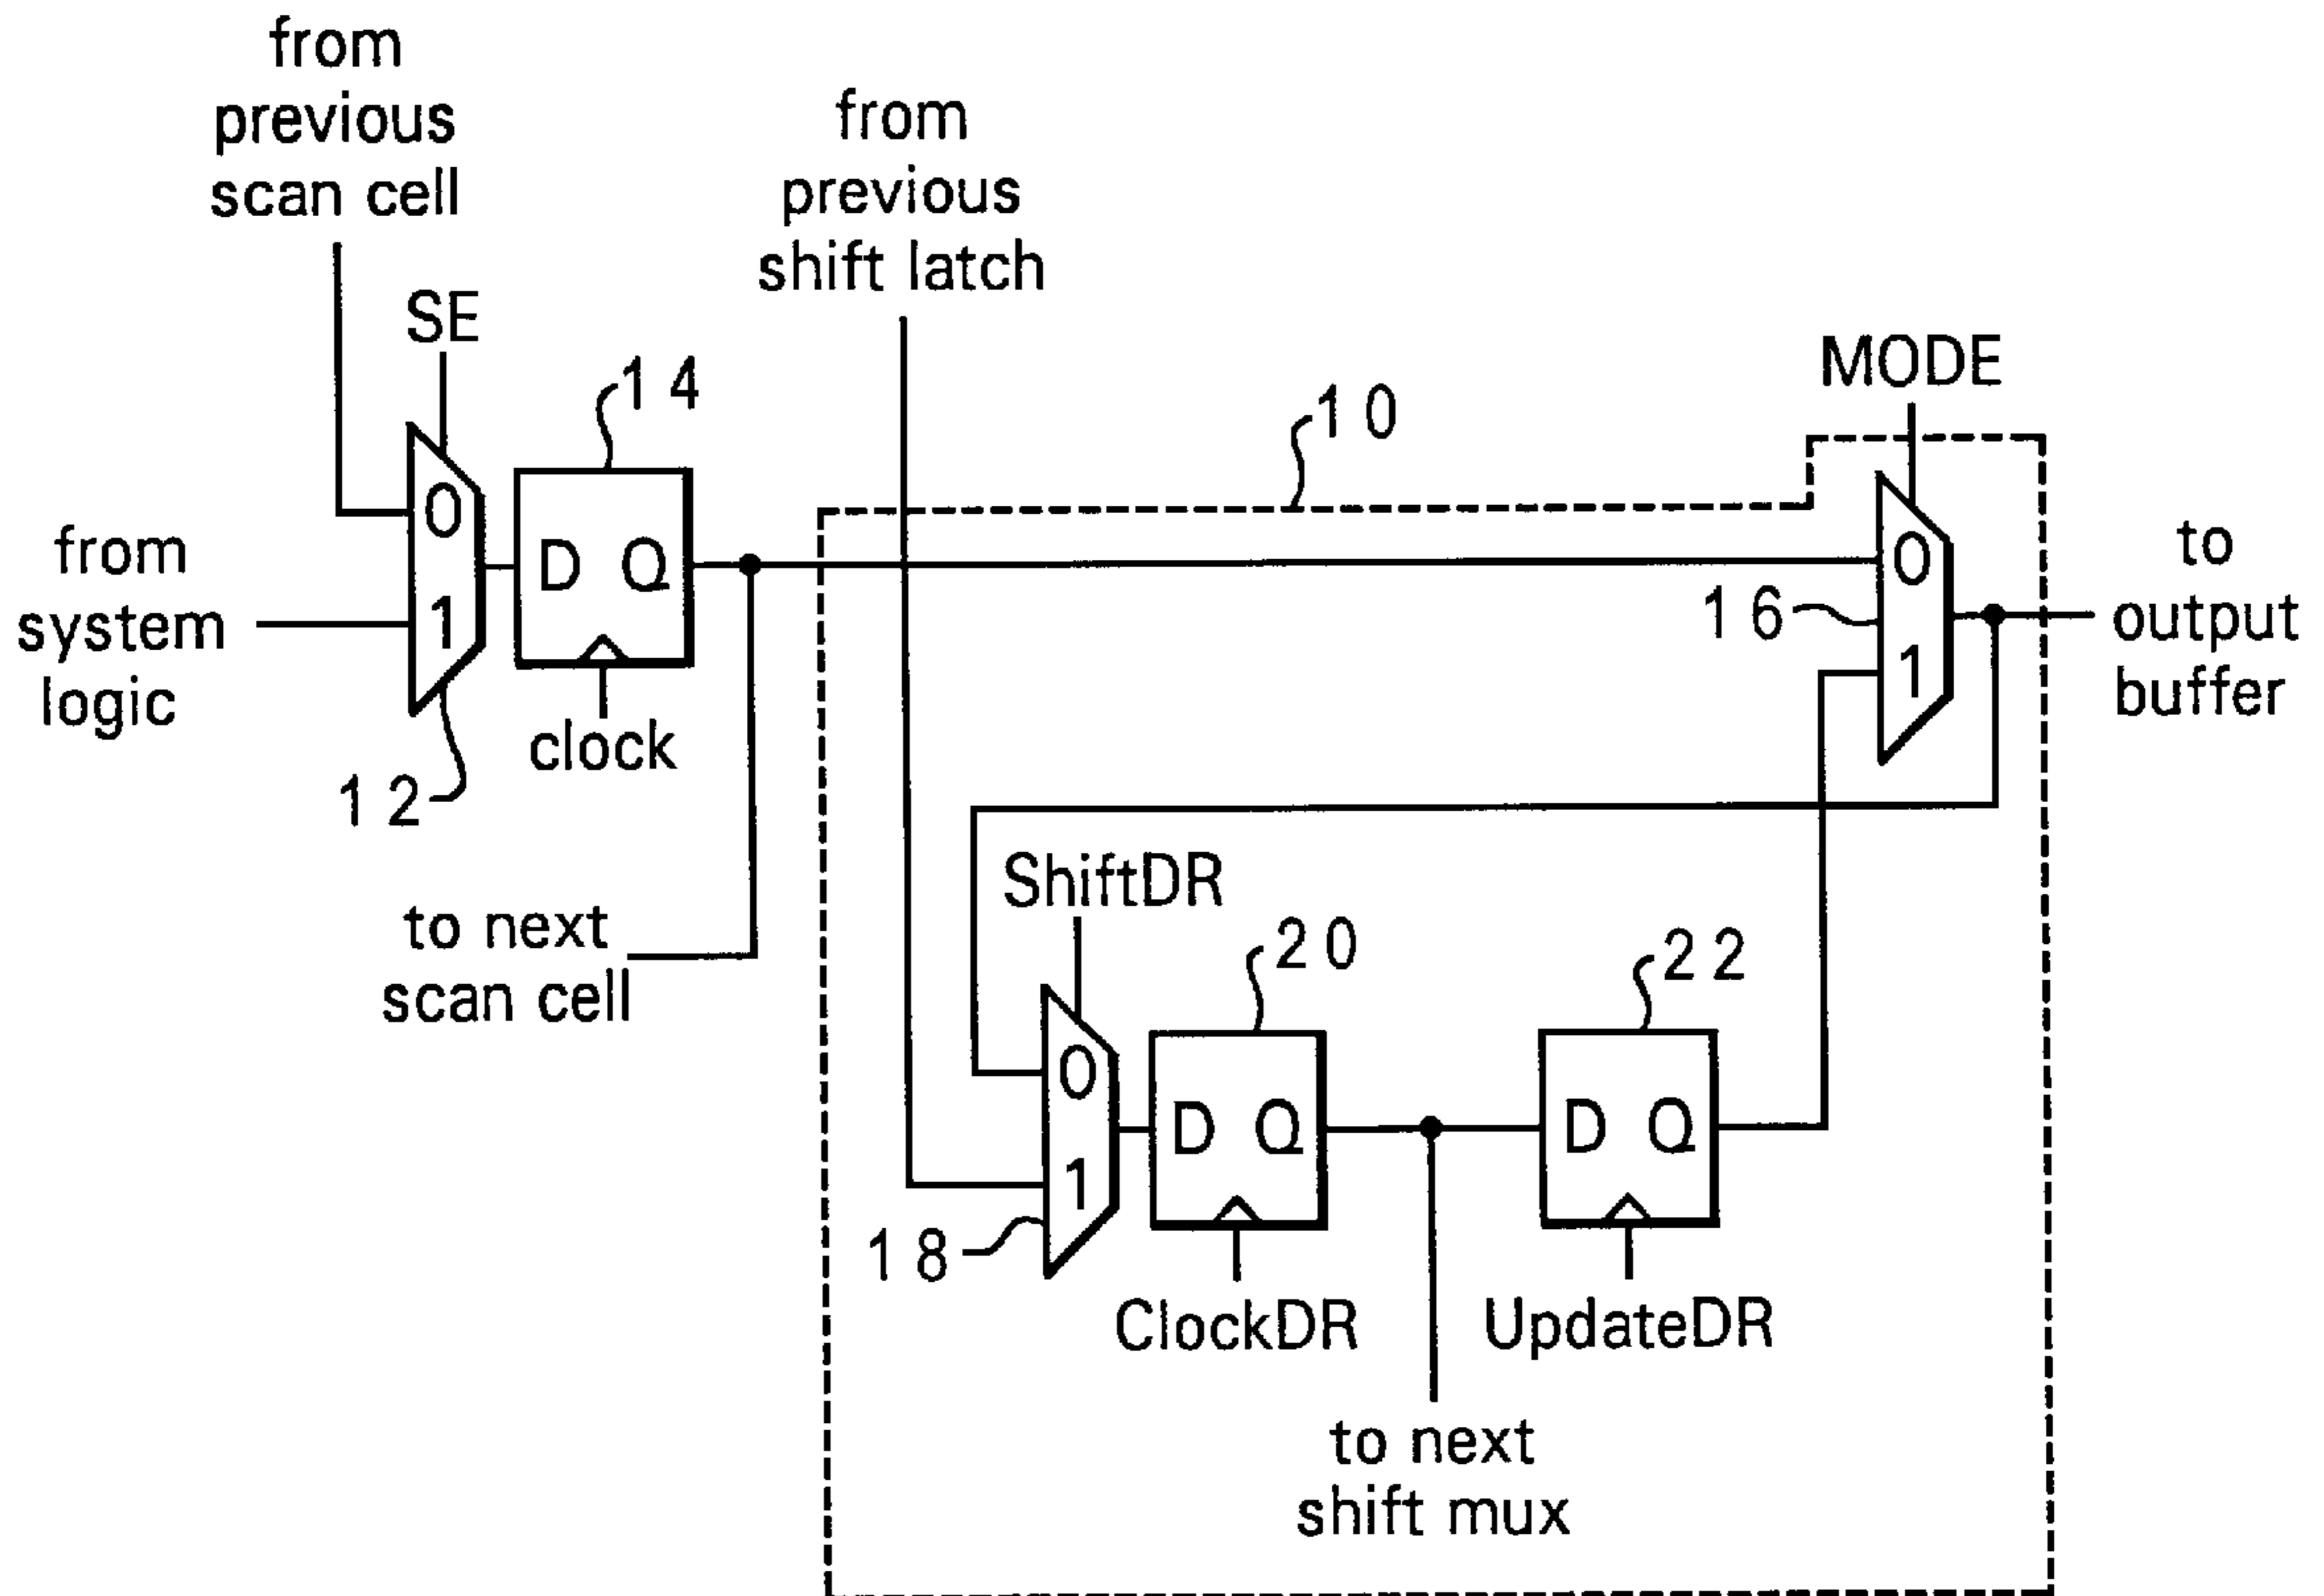 from
previous
scan cell
from
previous
shift latch
SE
14
10
MODE
0
1
D Q
clock
12
from
system
logic
0
1
16
to
output
buffer
to next
scan cell
ShiftDR
20
22
0
1
D Q
D Q
18
ClockDR
UpdateDR
to next
shift mux